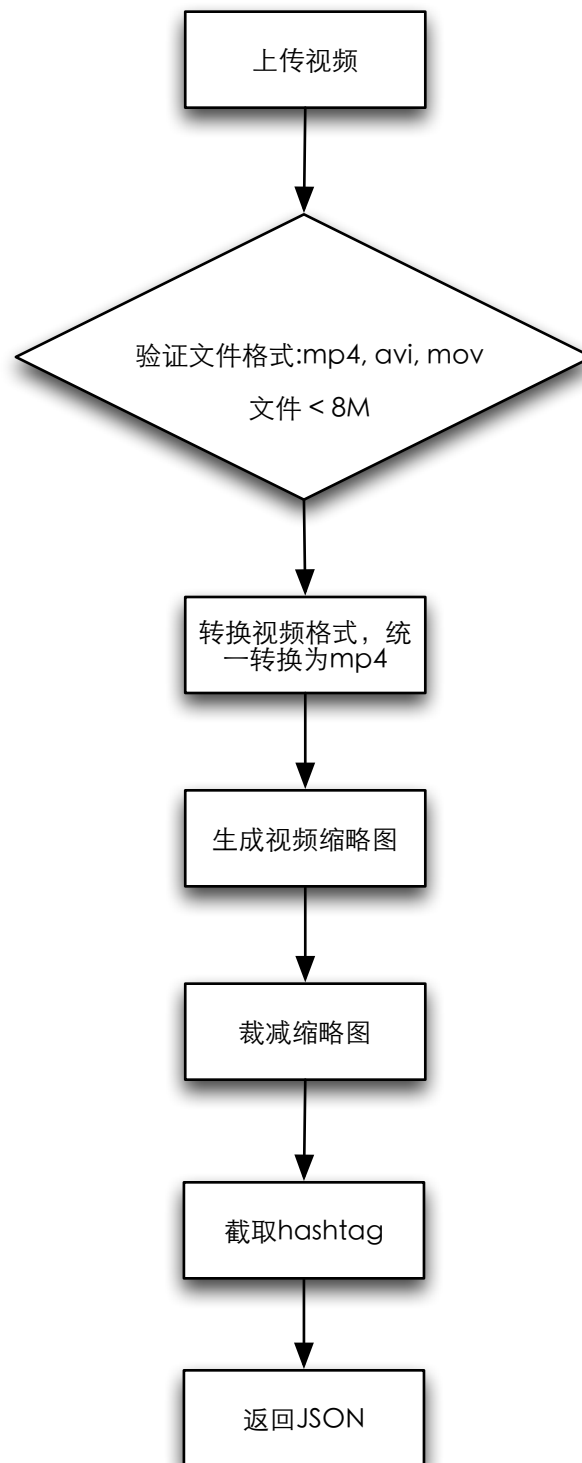 上传视频
验证文件格式:mp4, avi, mov
文件 < 8M
转换视频格式，统
一转换为mp4
生成视频缩略图
裁减缩略图
截取hashtag
返回JSON